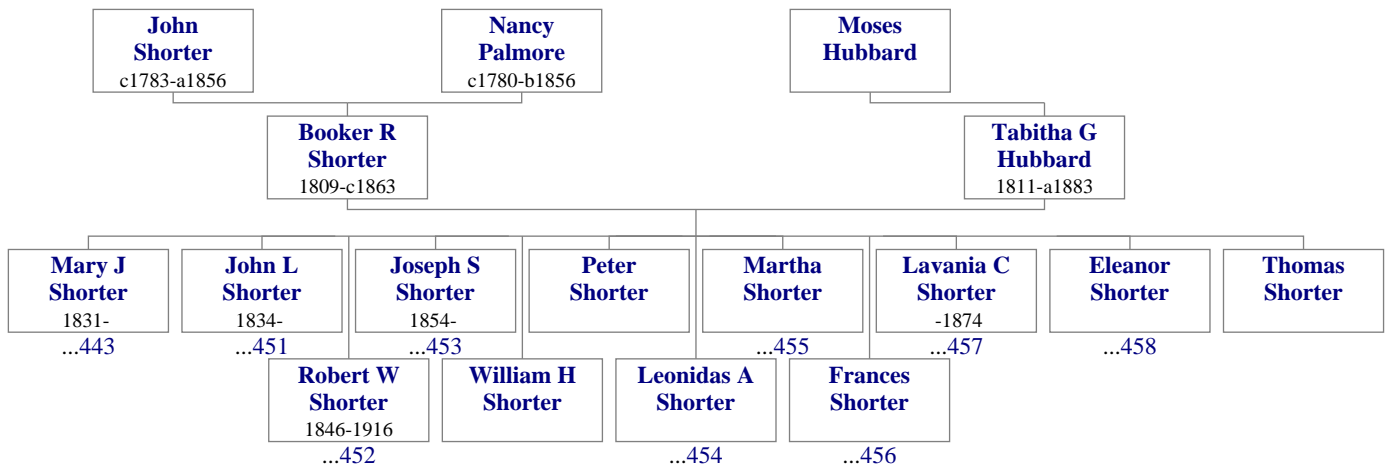 John
Shorter
c1783-a1856
Nancy
Palmore
c1780-b1856
Moses
Hubbard
Booker R
Shorter
1809-c1863
Tabitha G
Hubbard
1811-a1883
Mary J
Shorter
1831-
...443
John L
Shorter
1834-
...451
Joseph S
Shorter
1854-
...453
Peter
Shorter
Martha
Shorter
...455
Lavania C
Shorter
-1874
...457
Eleanor
Shorter
...458
Thomas
Shorter
Robert W
Shorter
1846-1916
...452
William H
Shorter
Leonidas A
Shorter
...454
Frances
Shorter
...456